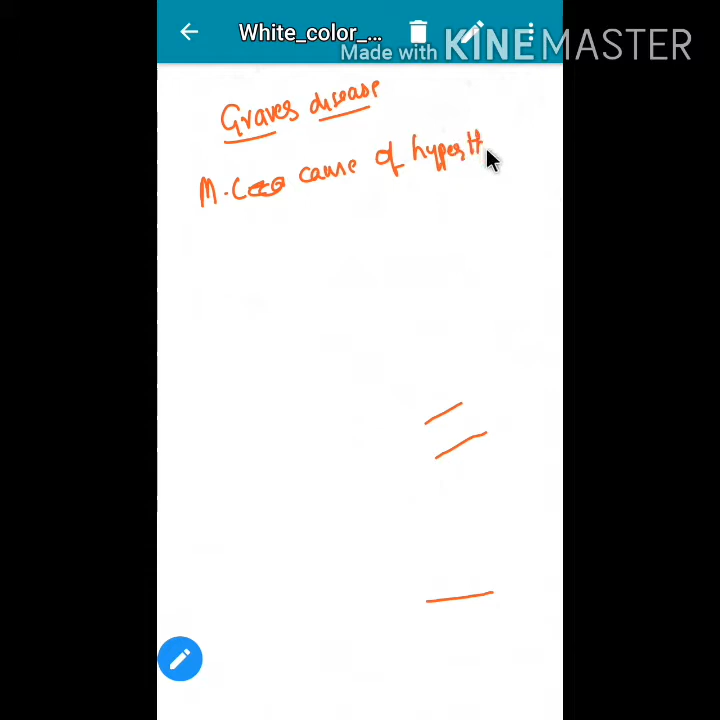 White_color_...
Made with KINEMASTER
Graves disease
M.C cause of hyperth